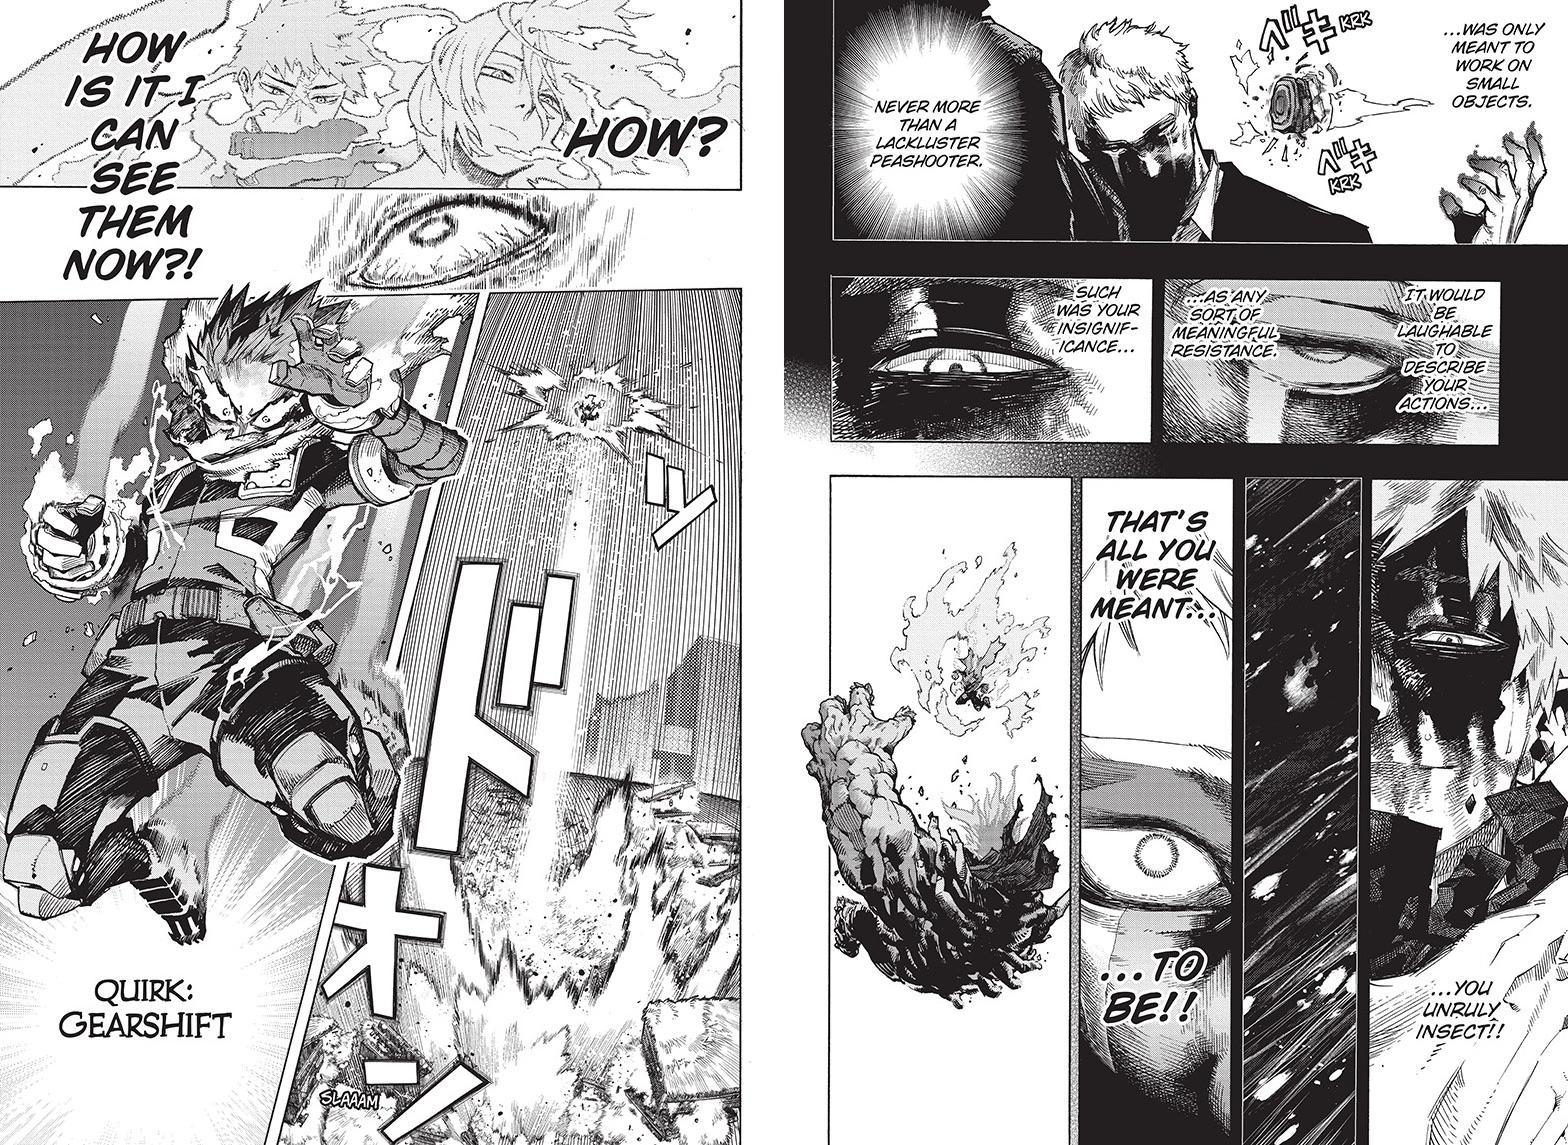 ...WAS ONLY
MEANT TO
WORK ON
SMALL
OBJECTS.
ベキ
KRK
ベキ
KRK
NEVER MORE
THAN A
LACKLUSTER
PEASHOOTER.
IT WOULD
BE
LAUGHABLE
TO
DESCRIBE
YOUR
ACTIONS...
...AS ANY
SORT OF
MEANINGFUL
RESISTANCE.
SUCH
WAS YOUR
INSIGNIF-
ICANCE...
...YOU
UNRULY
INSECT!!
THAT'S
ALL YOU
WERE
MEANT...
...TO
BE!!
HOW?
HOW
IS IT I
CAN
SEE
THEM
NOW?!
ドオーッ
SLAAAM
QUIRK:
GEARSHIFT